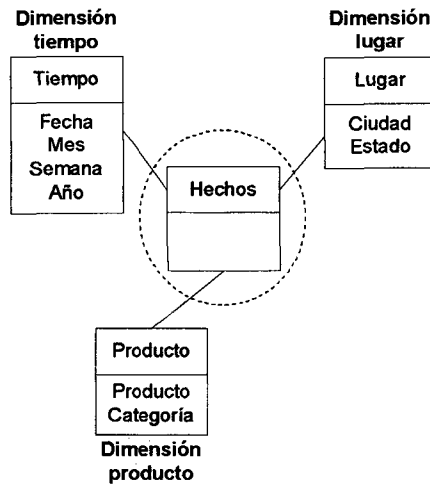 Dimensión
tiempo
Tiempo
Fecha
Mes
Semana
Año
Dimensión
lugar
Lugar
Ciudad
Estado
Hechos
Producto
Producto
Categoría
Dimensión
producto